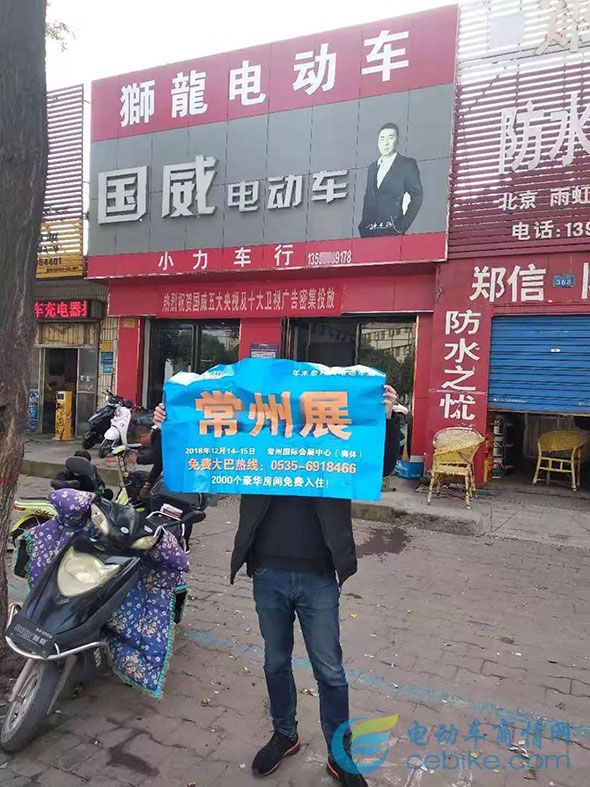 獅龍电动车
国威电动车
小力车行 135 9178
热烈祝贺国威五大央视及十大卫视广告密集投放
防水
北京 雨虹
电话:139
郑信
368
防水之忧
车充电器
常州展
2018年12月14-15日 常州国际会展中心(奥体)
免费大巴热线:0535-6918466
2000个豪华房间免费入住!
电动车商情网
cebike.com